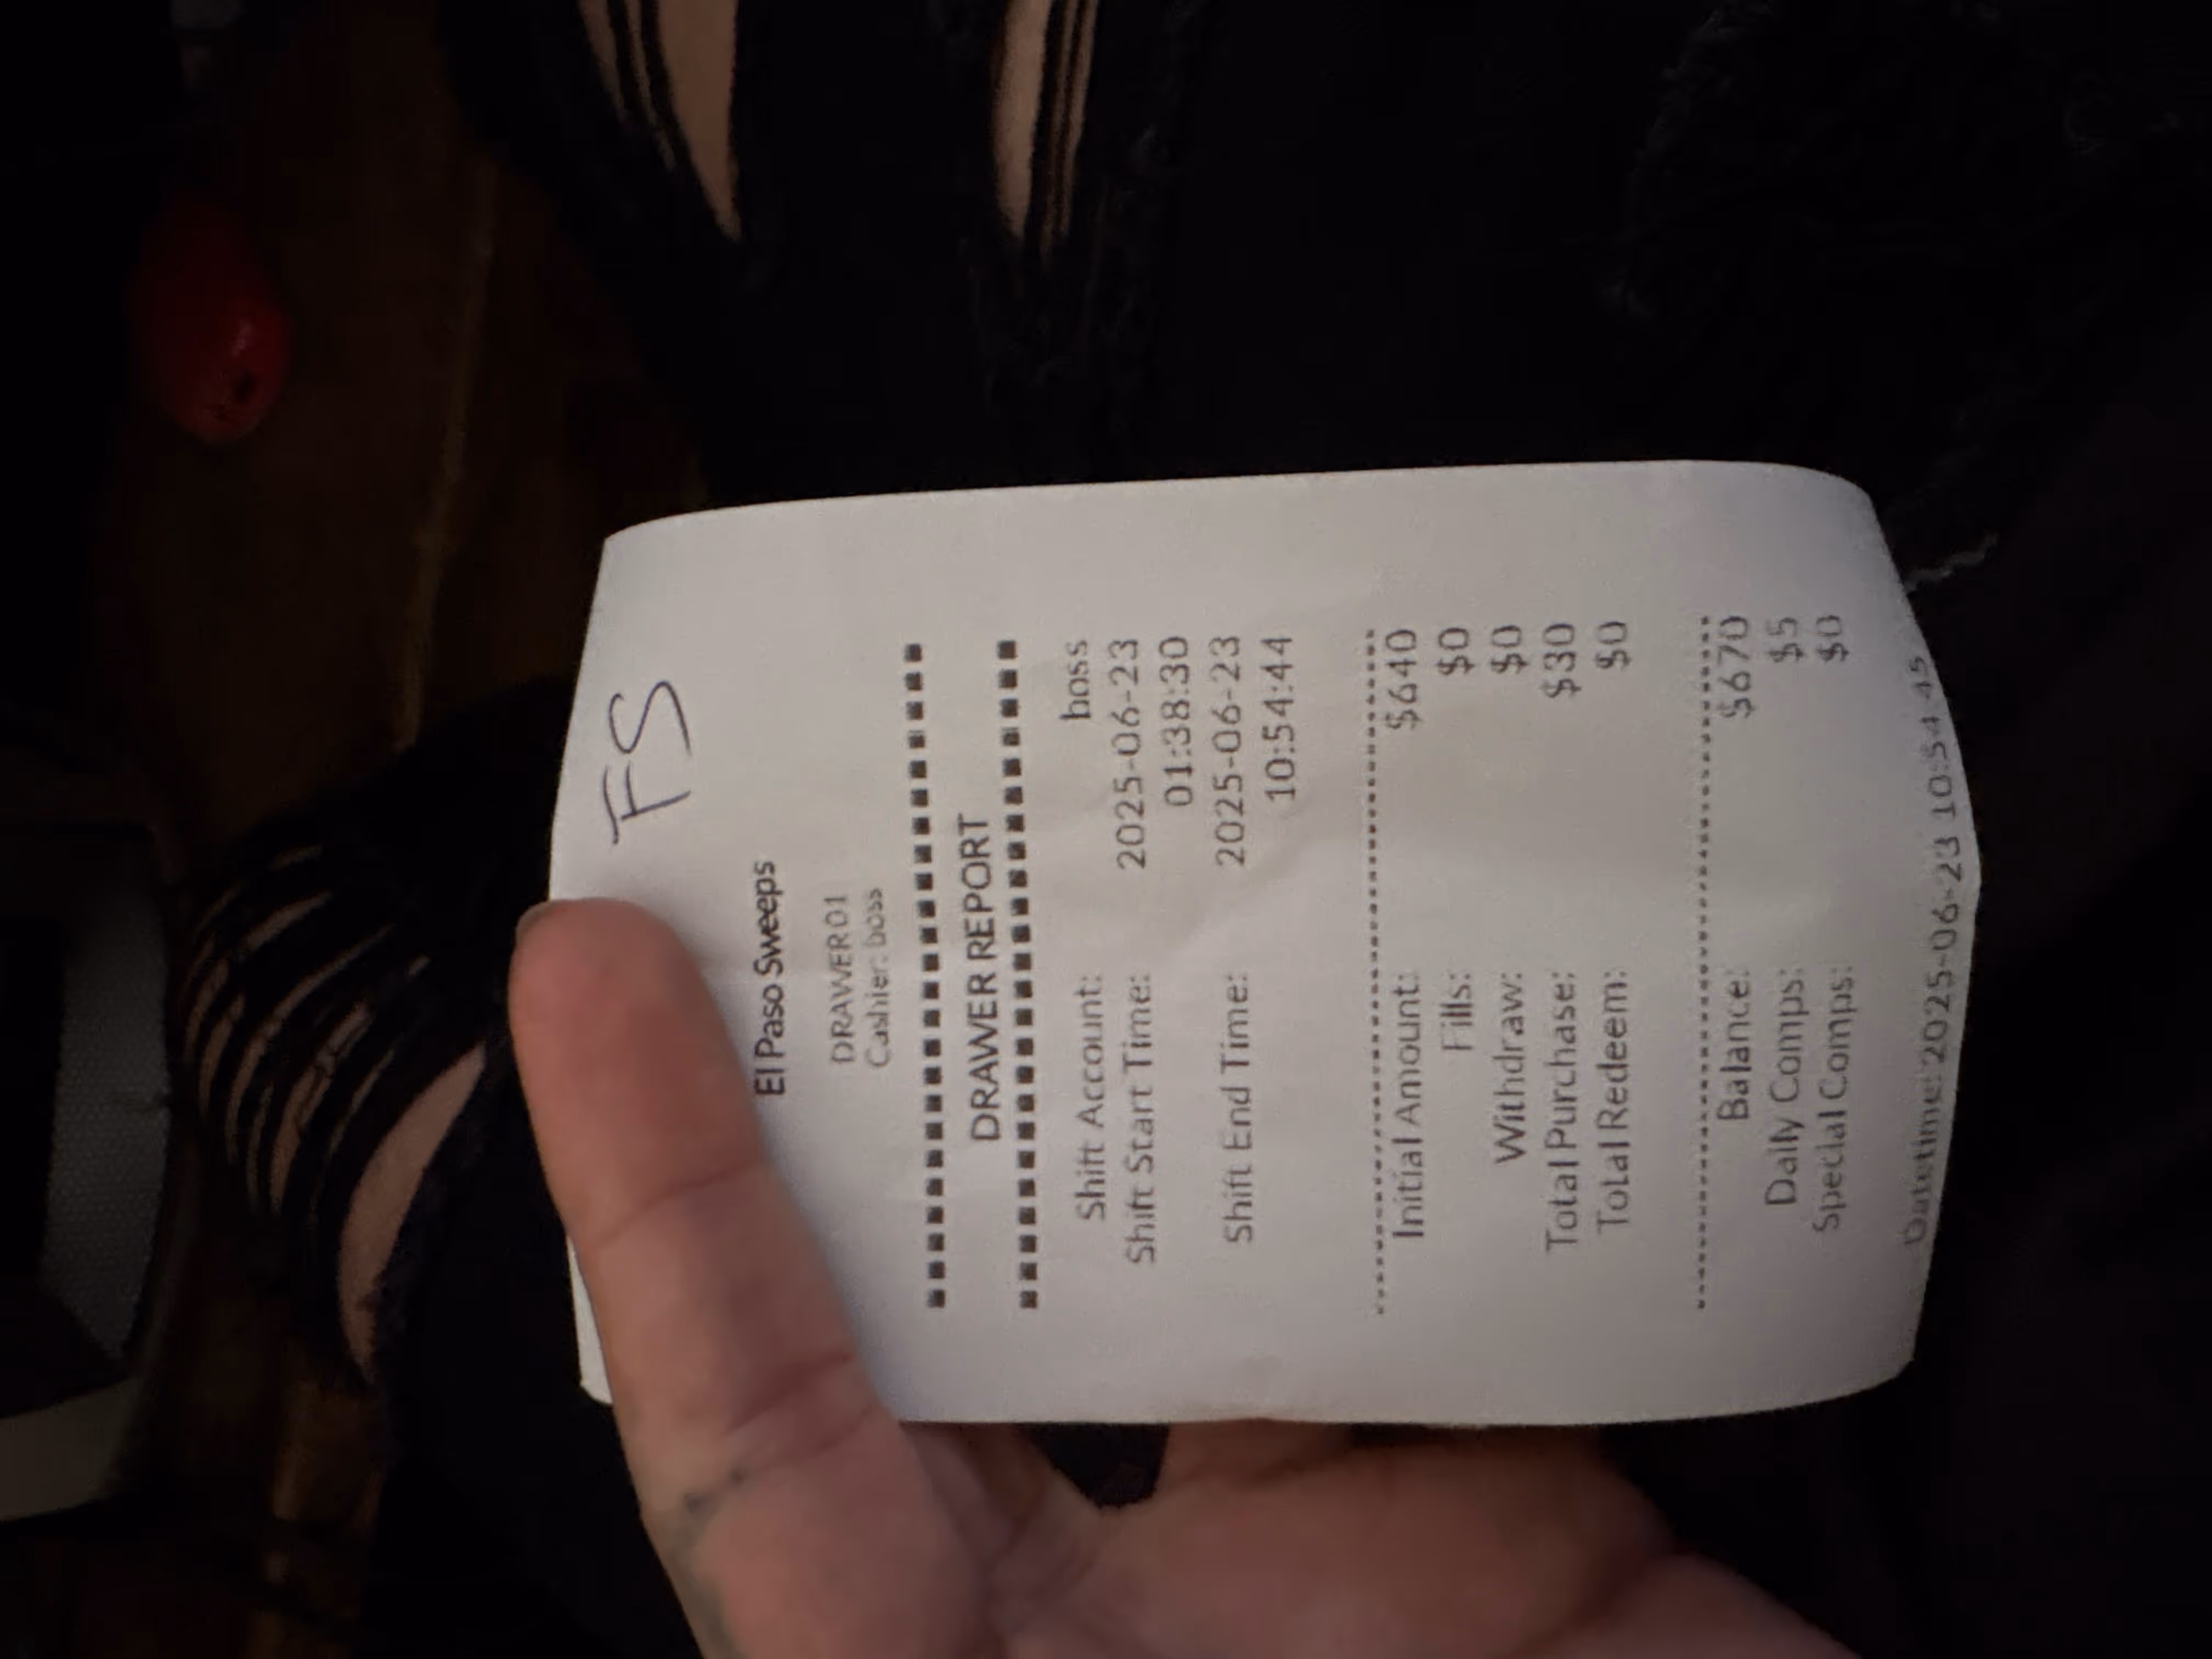 FS
El Paso Sweeps
DRAWER01
Cashier: boss
DRAWER REPORT
Shift Account: boss
Shift Start Time: 2025-06-23
01:38:30
Shift End Time: 2025-06-23
10:54:44
Initial Amount: $640
Fills: $0
Withdraw: $0
Total Purchase: $30
Total Redeem: $0
Balance: $670
Daily Comps: $5
Special Comps: $0
Datetime: 2025-06-23 10:54:45